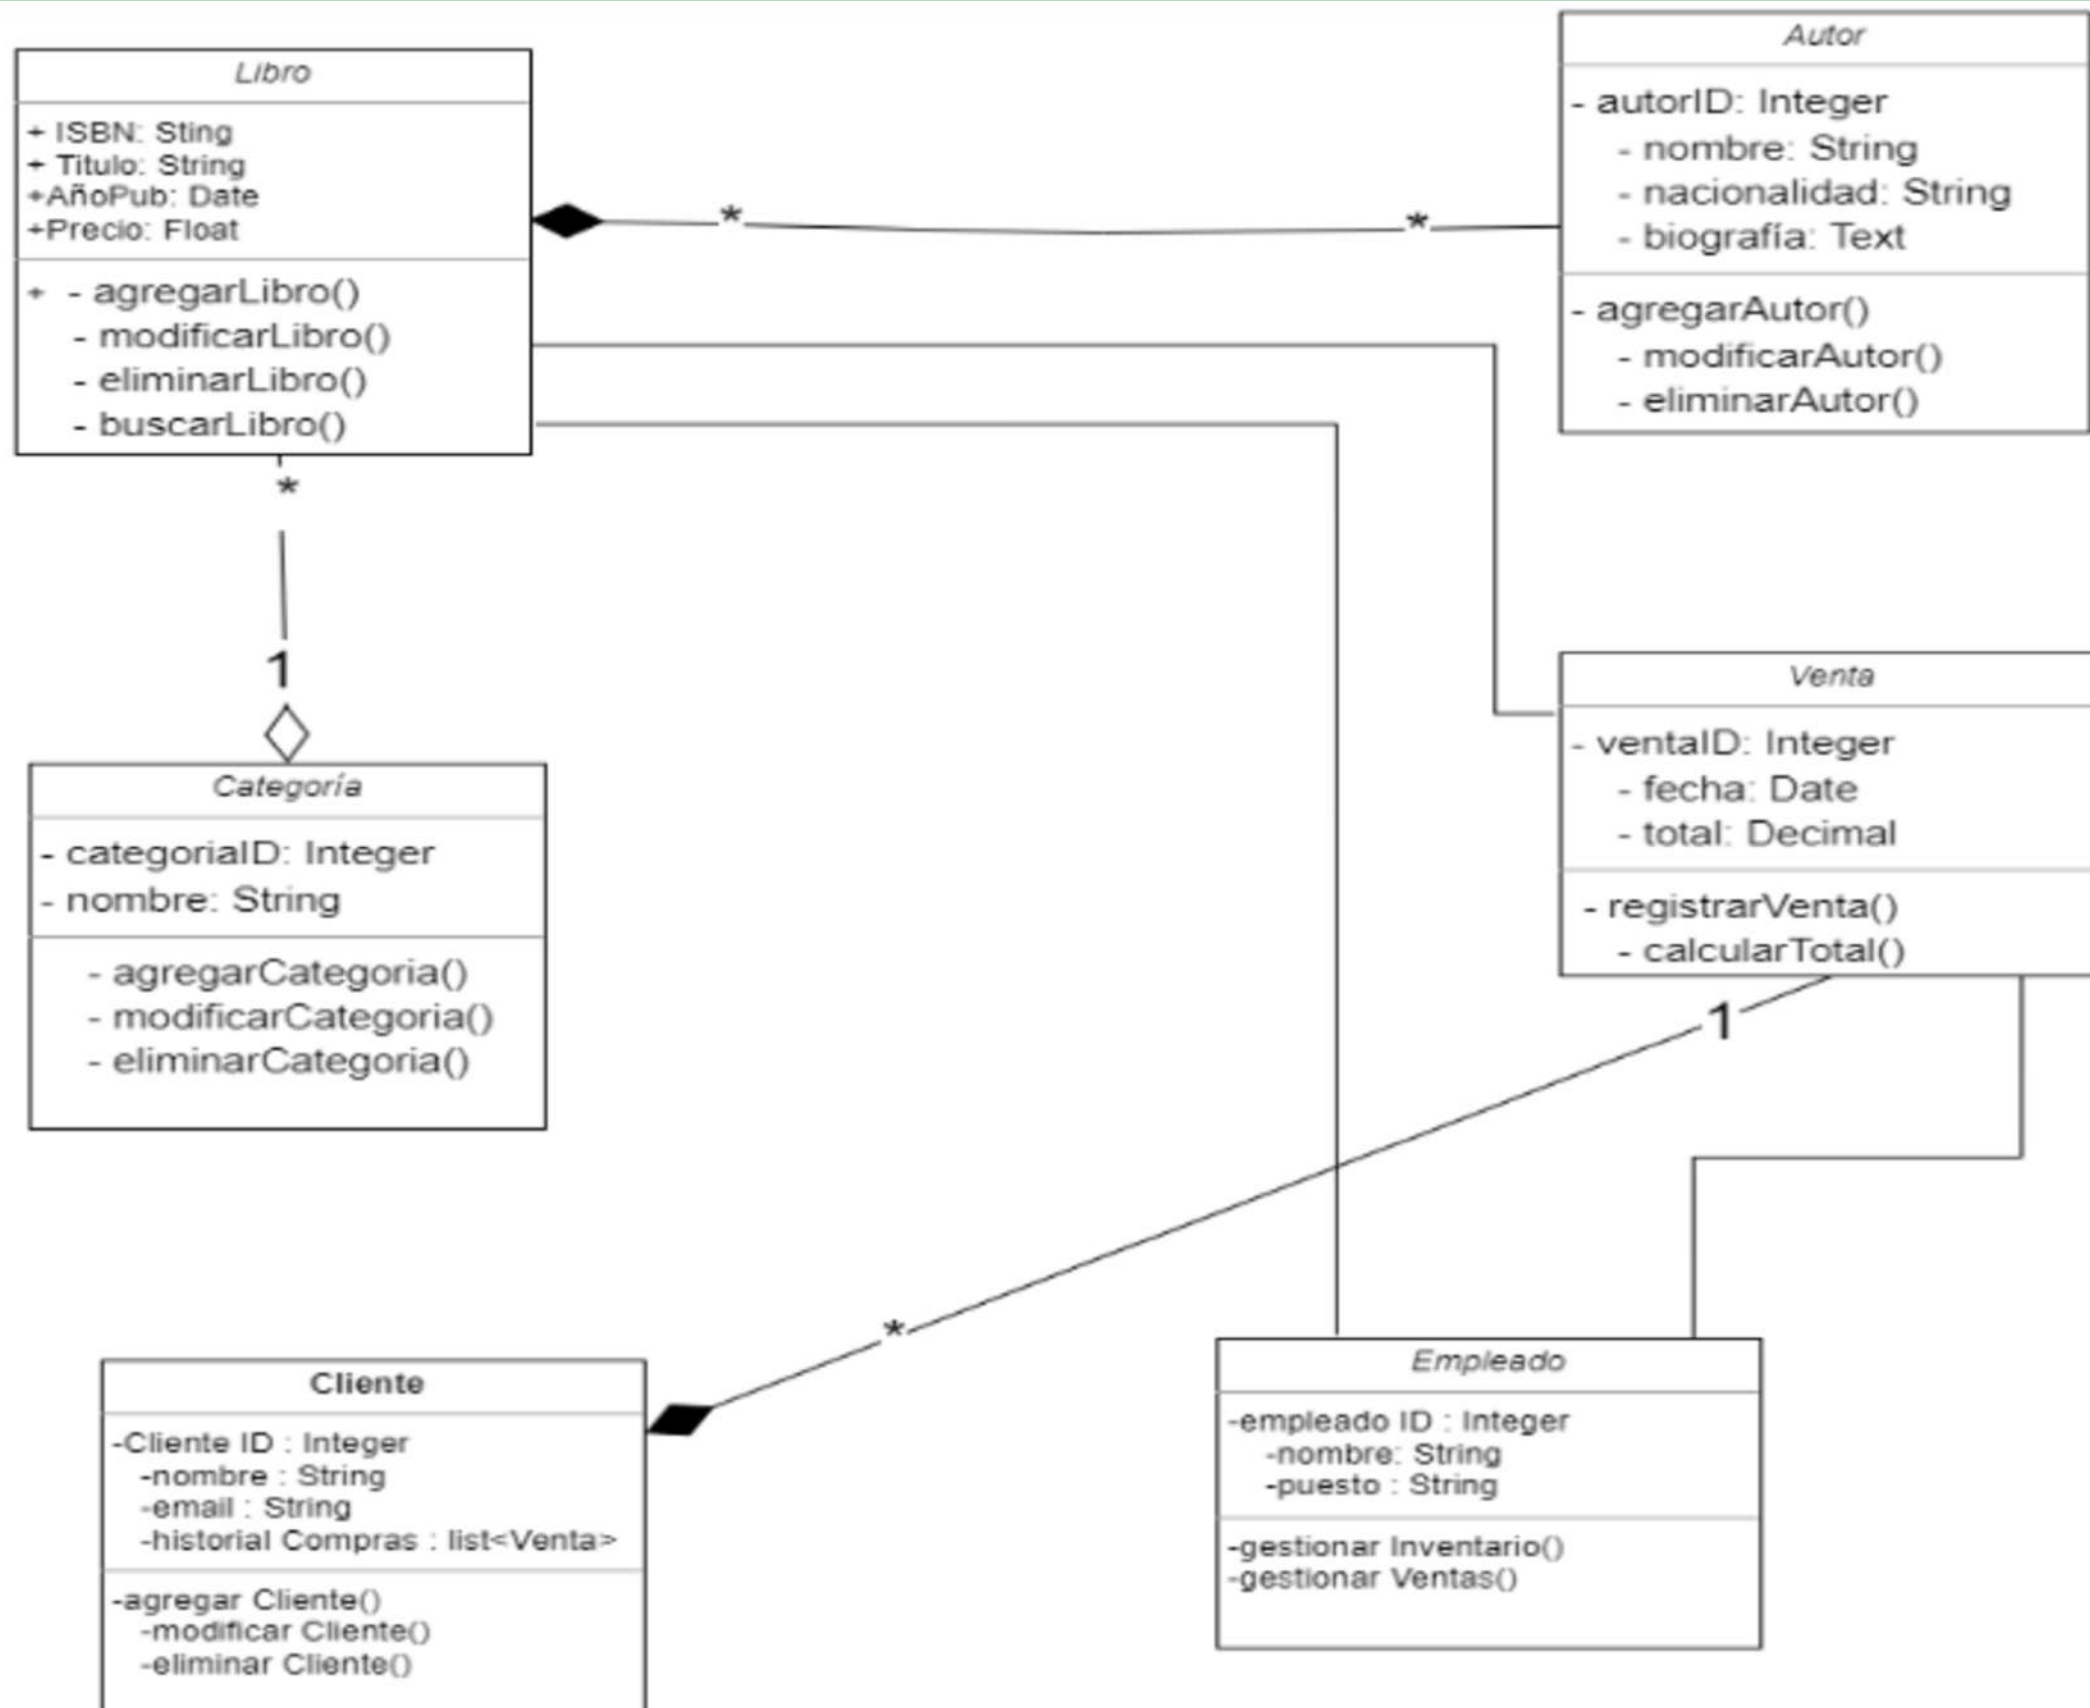 Libro
+ ISBN: Sting
+ Titulo: String
+AñoPub: Date
+Precio: Float
+ - agregarLibro()
- modificarLibro()
- eliminarLibro()
- buscarLibro()
*
1
*
*
Autor
- autorID: Integer
- nombre: String
- nacionalidad: String
- biografía: Text
- agregarAutor()
- modificarAutor()
- eliminarAutor()
Categoría
- categoriaID: Integer
- nombre: String
- agregarCategoria()
- modificarCategoria()
- eliminarCategoria()
Venta
- ventaID: Integer
- fecha: Date
- total: Decimal
- registrarVenta()
- calcularTotal()
1
*
Cliente
-Cliente ID : Integer
-nombre : String
-email : String
-historial Compras : list<Venta>
-agregar Cliente()
-modificar Cliente()
-eliminar Cliente()
Empleado
-empleado ID : Integer
-nombre: String
-puesto : String
-gestionar Inventario()
-gestionar Ventas()